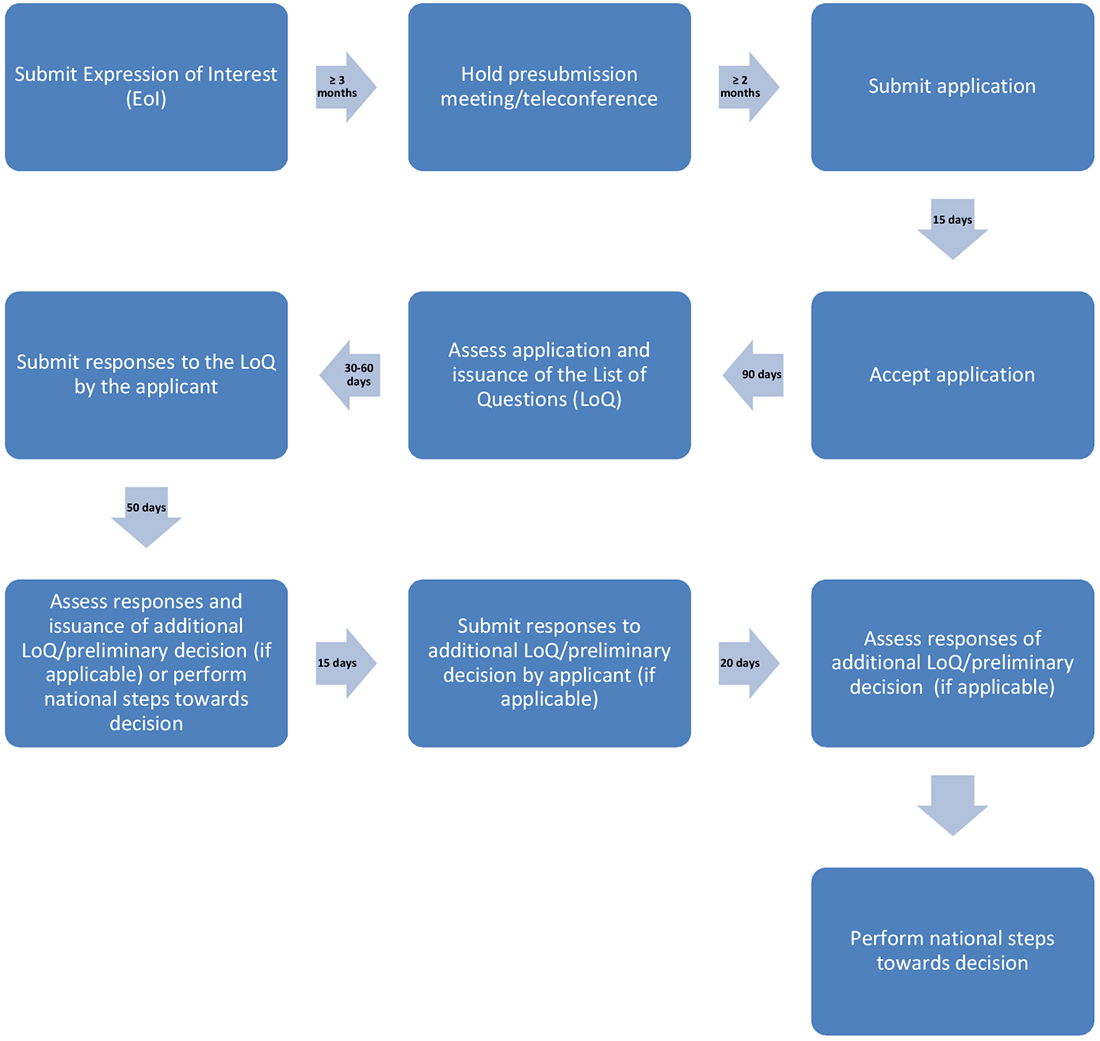 Submit Expression of Interest
(EoI)
≥ 3
months
Hold presubmission
meeting/teleconference
≥ 2
months
Submit application
15 days
Accept application
90 days
Assess application and
issuance of the List of
Questions (LoQ)
30-60
days
Submit responses to the LoQ
by the applicant
50 days
Assess responses and
issuance of additional
LoQ/preliminary decision (if
applicable) or perform
national steps towards
decision
15 days
Submit responses to
additional LoQ/preliminary
decision by applicant (if
applicable)
20 days
Assess responses of
additional LoQ/preliminary
decision (if applicable)
Perform national steps
towards decision